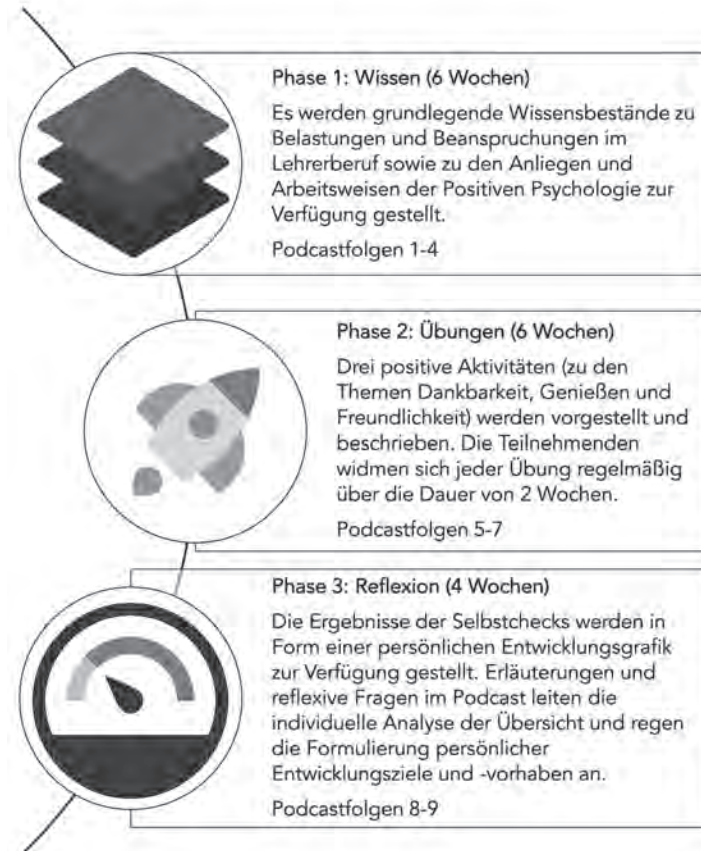 Phase 1: Wissen (6 Wochen)
Es werden grundlegende Wissensbestände zu
Belastungen und Beanspruchungen im
Lehrerberuf sowie zu den Anliegen und
Arbeitsweisen der Positiven Psychologie zur
Verfügung gestellt.
Podcastfolgen 1-4
Phase 2: Übungen (6 Wochen)
Drei positive Aktivitäten (zu den
Themen Dankbarkeit, Genießen und
Freundlichkeit) werden vorgestellt und
beschrieben. Die Teilnehmenden
widmen sich jeder Übung regelmäßig
über die Dauer von 2 Wochen.
Podcastfolgen 5-7
Phase 3: Reflexion (4 Wochen)
Die Ergebnisse der Selbstchecks werden in
Form einer persönlichen Entwicklungsgrafik
zur Verfügung gestellt. Erläuterungen und
reflexive Fragen im Podcast leiten die
individuelle Analyse der Übersicht und regen
die Formulierung persönlicher
Entwicklungsziele und -vorhaben an.
Podcastfolgen 8-9